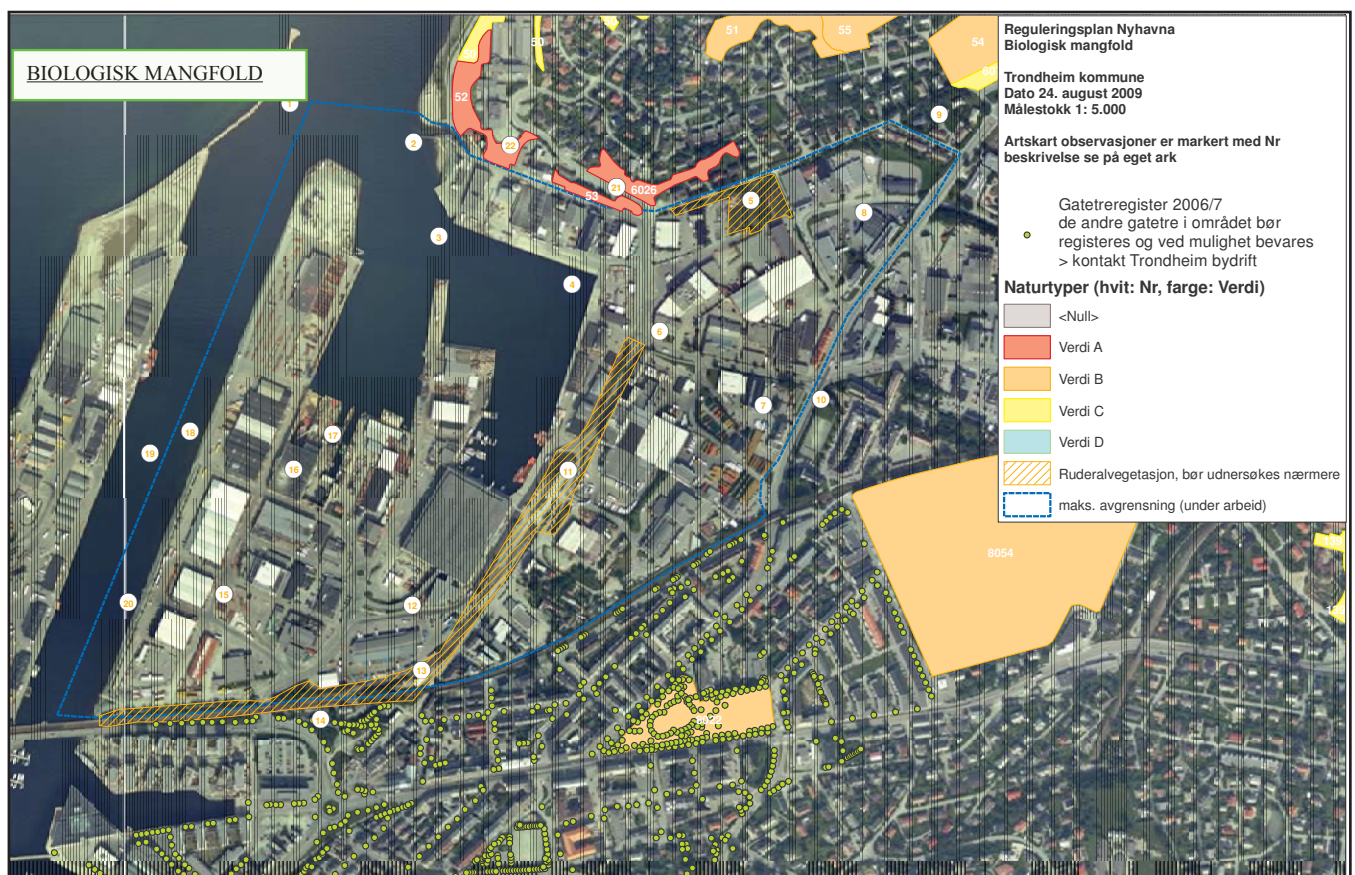 BIOLOGISK MANGFOLD
Reguleringsplan Nyhavna
Biologisk mangfold
Trondheim kommune
Dato 24. august 2009
Målestokk 1: 5.000
Artskart observasjoner er markert med Nr
beskrivelse se på eget ark
Gatetreregister 2006/7
de andre gatetre i området bør
registeres og ved mulighet bevares
> kontakt Trondheim bydrift
Naturtyper (hvit: Nr, farge: Verdi)
<Null>
Verdi A
Verdi B
Verdi C
Verdi D
Ruderalvegetasjon, bør udnersøkes nærmere
maks. avgrensning (under arbeid)
50
50
51
55
54
52
1
2
22
9
21
6026
53
5
8
3
4
6
7
10
18
17
19
16
11
8054
139
20
15
12
13
14